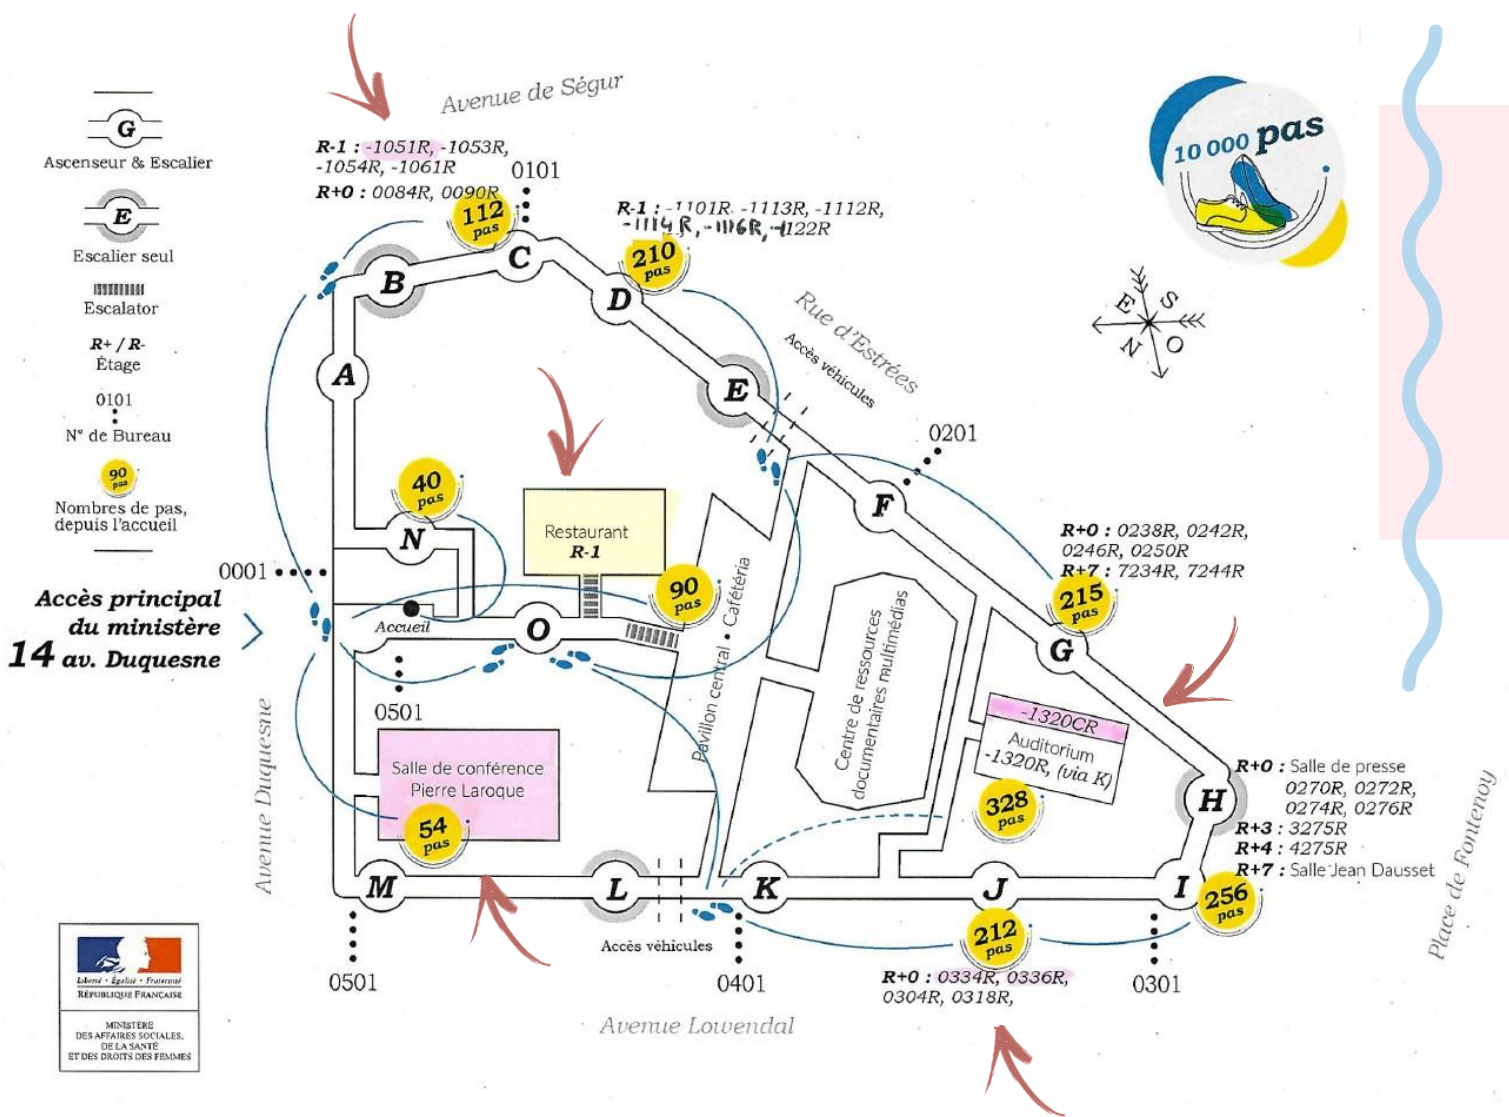 G
Ascenseur & Escalier
E
Escalier seul
Escalator
R+ / R-
Étage
0101
N° de Bureau
90
pas
Nombres de pas,
depuis l'accueil
Avenue de Ségur
R-1 : -1051R, -1053R,
-1054R, -1061R
R+0 : 0084R, 0090R
0101
112
pas
R-1 : -1101R, -1113R, -1112R,
-1114R, -1116R, -1122R
210
pas
10 000 pas
E
S
N
O
Rue d'Estrées
Accès véhicules
B
C
D
A
E
0201
F
40
pas
N
Restaurant
R-1
90
pas
0001
Accès principal
du ministère
14 av. Duquesne
Accueil
O
Pavillon central • Cafétéria
Centre de ressources
documentaires multimédias
R+0 : 0238R, 0242R,
0246R, 0250R
R+7 : 7234R, 7244R
215
pas
G
0501
Salle de conférence
Pierre Laroque
54
pas
Avenue Duquesne
-1320CR
Auditorium
-1320R, (via K)
328
pas
H
R+0 : Salle de presse
0270R, 0272R,
0274R, 0276R
R+3 : 3275R
R+4 : 4275R
R+7 : Salle Jean Dausset
Place de Fontenoy
M
L
K
J
I
256
pas
212
pas
Accès véhicules
0501
0401
R+0 : 0334R, 0336R,
0304R, 0318R,
0301
Avenue Lowendal
Liberté • Égalité • Fraternité
RÉPUBLIQUE FRANÇAISE
MINISTÈRE
DES AFFAIRES SOCIALES,
DE LA SANTÉ
ET DES DROITS DES FEMMES